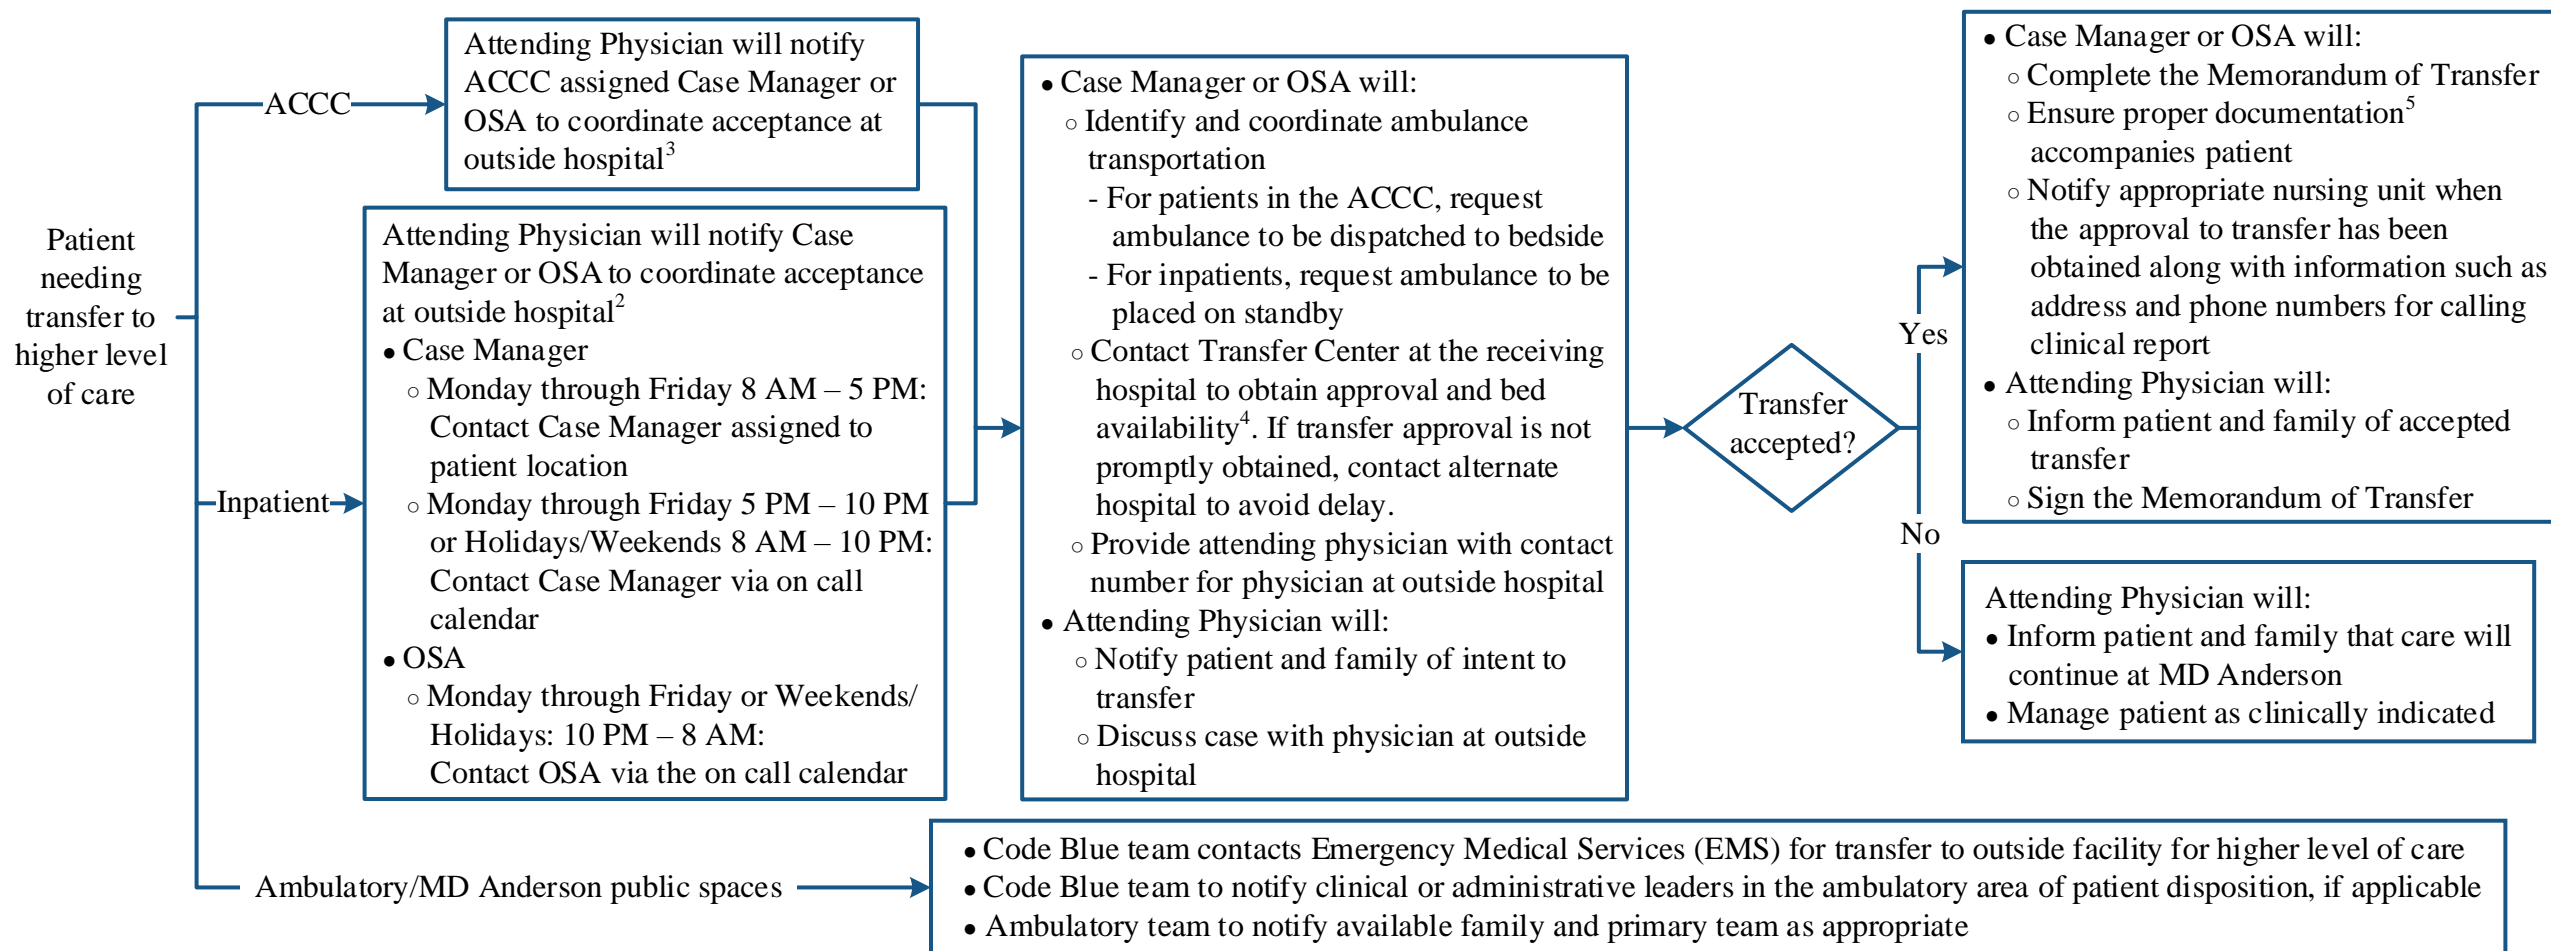 Patient
needing
transfer to
higher level
of care
ACCC
Attending Physician will notify
ACCC assigned Case Manager or
OSA to coordinate acceptance at
outside hospital³
Inpatient
Attending Physician will notify Case
Manager or OSA to coordinate acceptance
at outside hospital²
• Case Manager
○ Monday through Friday 8 AM – 5 PM:
Contact Case Manager assigned to
patient location
○ Monday through Friday 5 PM – 10 PM
or Holidays/Weekends 8 AM – 10 PM:
Contact Case Manager via on call
calendar
• OSA
○ Monday through Friday or Weekends/
Holidays: 10 PM – 8 AM:
Contact OSA via the on call calendar
Ambulatory/MD Anderson public spaces
• Case Manager or OSA will:
○ Identify and coordinate ambulance
transportation
- For patients in the ACCC, request
ambulance to be dispatched to bedside
- For inpatients, request ambulance to be
placed on standby
○ Contact Transfer Center at the receiving
hospital to obtain approval and bed
availability⁴. If transfer approval is not
promptly obtained, contact alternate
hospital to avoid delay.
○ Provide attending physician with contact
number for physician at outside hospital
• Attending Physician will:
○ Notify patient and family of intent to
transfer
○ Discuss case with physician at outside
hospital
Transfer
accepted?
Yes
• Case Manager or OSA will:
○ Complete the Memorandum of Transfer
○ Ensure proper documentation⁵
accompanies patient
○ Notify appropriate nursing unit when
the approval to transfer has been
obtained along with information such as
address and phone numbers for calling
clinical report
• Attending Physician will:
○ Inform patient and family of accepted
transfer
○ Sign the Memorandum of Transfer
No
Attending Physician will:
• Inform patient and family that care will
continue at MD Anderson
• Manage patient as clinically indicated
• Code Blue team contacts Emergency Medical Services (EMS) for transfer to outside facility for higher level of care
• Code Blue team to notify clinical or administrative leaders in the ambulatory area of patient disposition, if applicable
• Ambulatory team to notify available family and primary team as appropriate